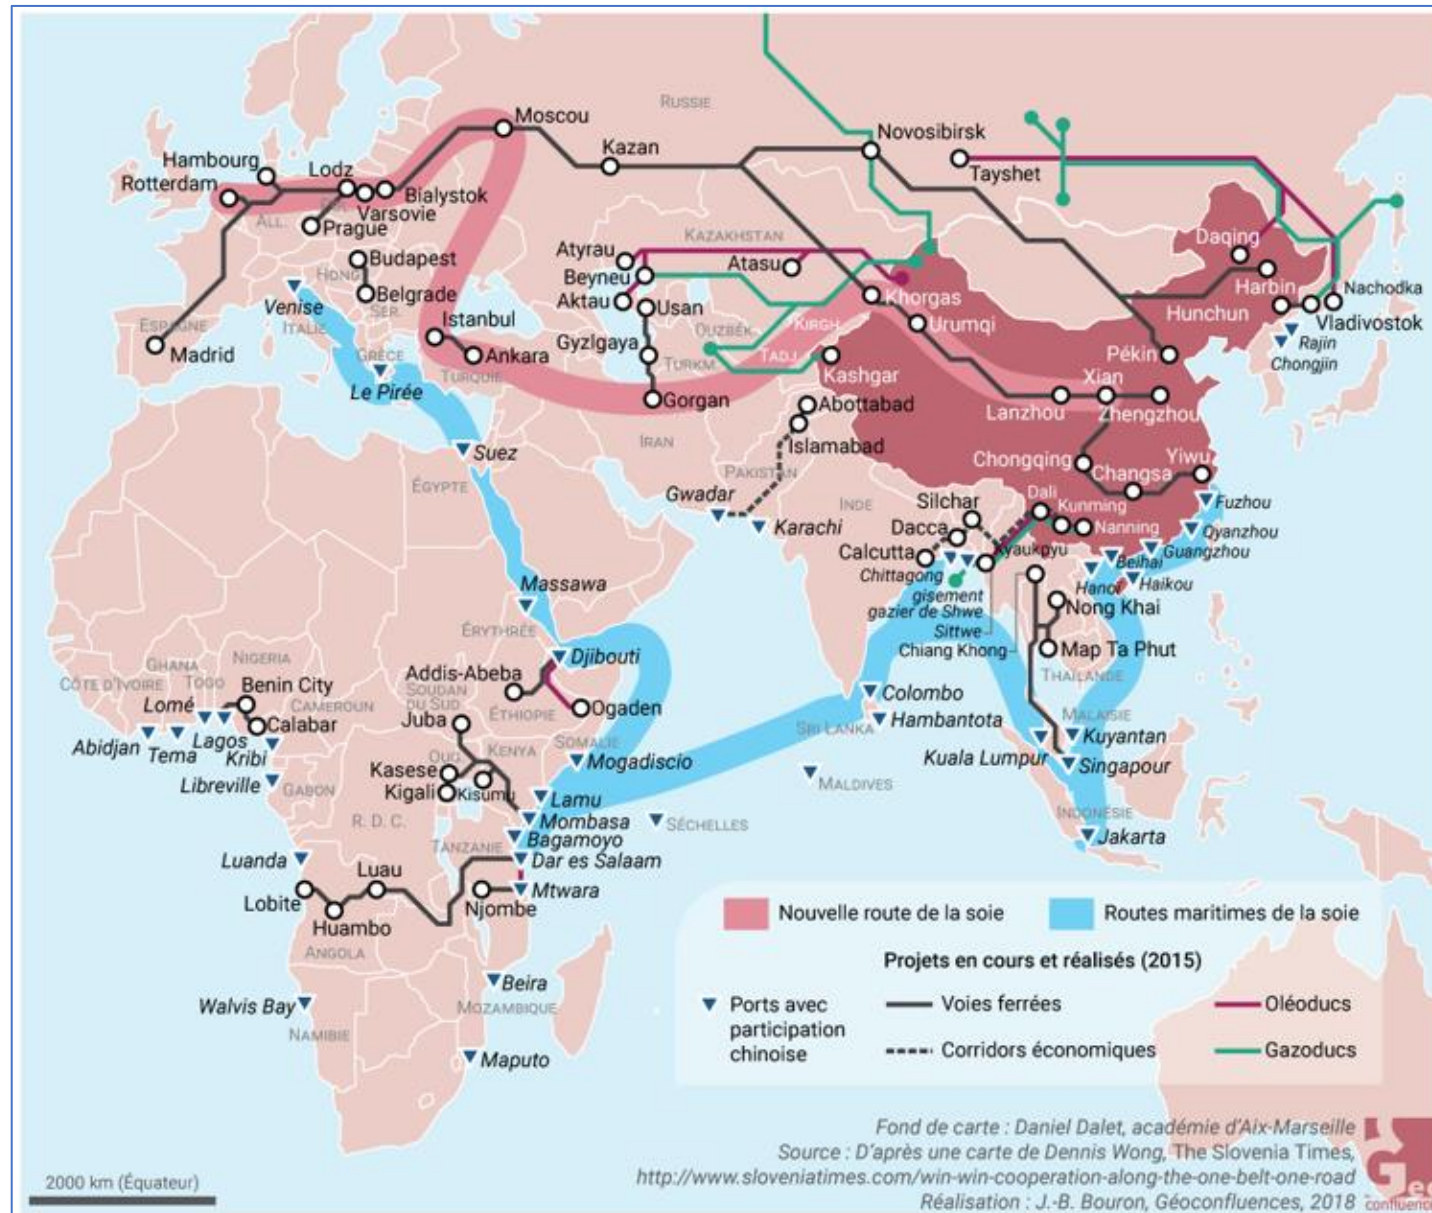 RUSSIE
Moscou
Kazan
Novosibirsk
Tayshet
Hambourg
Rotterdam
Lodz
Bialystok
Varsovie
ALL.
Prague
Budapest
HONG.
Belgrade
SER.
Venise
ITALIE
ESPAGNE
Madrid
GRÈCE
Le Pirée
Istanbul
Ankara
TURQUIE
Atyrau
Beyneu
Aktau
KAZAKHSTAN
Atasu
Usan
Gyzlgaya
OUZBÉK.
KIRGH.
TURKM.
TADJ.
Gorgan
Kashgar
Khorgas
Urumqi
Daqing
Harbin
Hunchun
Nachodka
Vladivostok
Rajin
Chongjin
Pékin
Xian
Lanzhou
Zhengzhou
Chongqing
Changsa
Yiwu
Abottabad
Islamabad
IRAN
PAKISTAN
Gwadar
Karachi
INDE
Silchar
Dacca
Calcutta
Chittagong
Dali
Kunming
Nanning
Kyaukpyu
gisement
gazier de Shwe
Sittwe
Chiang Khong
Fuzhou
Qyanzhou
Guangzhou
Beihai
Hanoï
Haikou
Nong Khai
Map Ta Phut
THAÏLANDE
Suez
ÉGYPTE
Massawa
ÉRYTHRÉE
Djibouti
Addis-Abeba
SOUDAN
DU SUD
ÉTHIOPIE
Ogaden
Juba
SOMALIE
Mogadiscio
OUG.
KENYA
Kasese
Kigali
Kisumu
Lamu
Mombasa
Bagamoyo
TANZANIE
Dar es Salaam
Mtwara
Njombe
SÉCHELLES
MALDIVES
SRI LANKA
Colombo
Hambantota
MALAISIE
Kuyantan
Kuala Lumpur
Singapour
INDONÉSIE
Jakarta
GHANA
NIGERIA
CÔTE D'IVOIRE
TOGO
Benin City
CAMEROUN
Lomé
Calabar
Abidjan
Tema
Lagos
Kribi
Libreville
GABON
R. D. C.
Luanda
Luau
Lobite
Huambo
ANGOLA
Walvis Bay
NAMIBIE
Beira
MOZAMBIQUE
Maputo
Nouvelle route de la soie
Routes maritimes de la soie
Projets en cours et réalisés (2015)
Ports avec
participation
chinoise
Voies ferrées
Corridors économiques
Oléoducs
Gazoducs
2000 km (Équateur)
Fond de carte : Daniel Dalet, académie d'Aix-Marseille
Source : D'après une carte de Dennis Wong, The Slovenia Times,
http://www.sloveniatimes.com/win-win-cooperation-along-the-one-belt-one-road
Réalisation : J.-B. Bouron, Géoconfluences, 2018
Geo
confluence